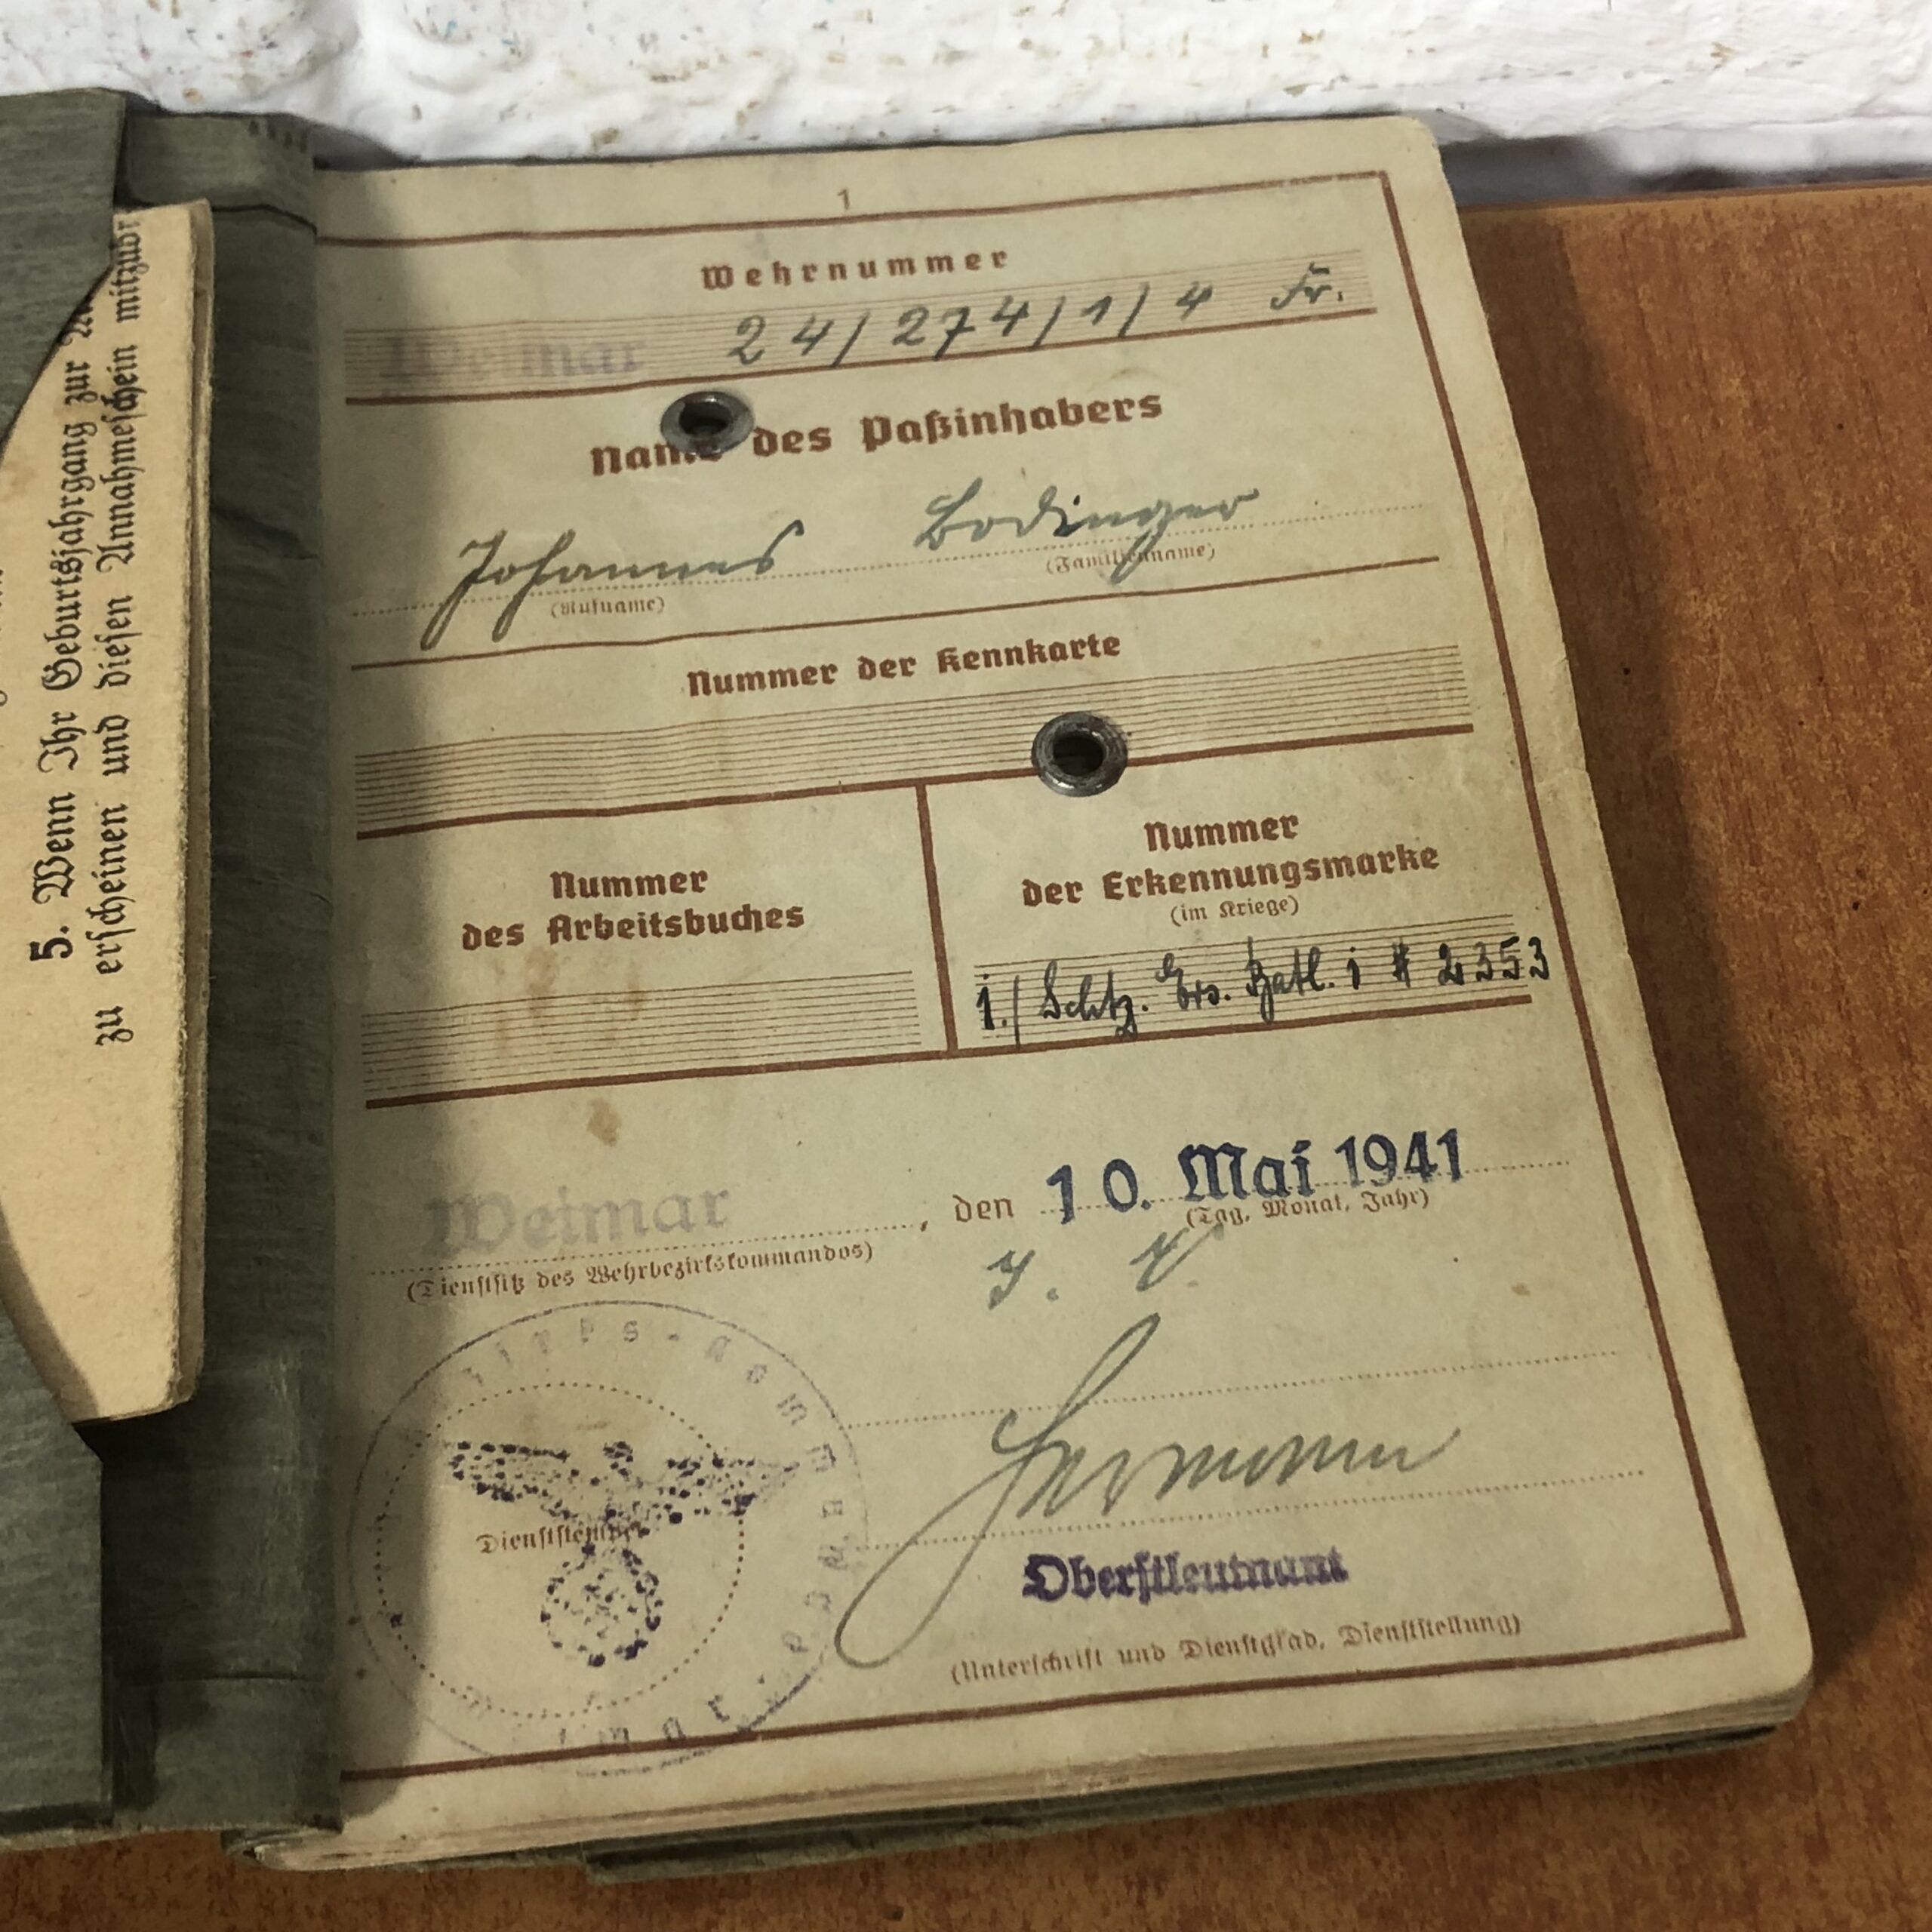 5. Wenn Ihr Geburtsjahrgang zur
zu erscheinen und diesen Annahmeschein mitzubr
1
Wehrnummer
Weimar 24/274/1/4 Fr.
Name des Paßinhabers
Johannes Bodinger
(Rufname) (Familienname)
Nummer der Kennkarte
Nummer
des Arbeitsbuches
Nummer
der Erkennungsmarke
(im Kriege)
1./ Schtz. Ers. Batl. 1 # 2353
Weimar, den 10. Mai 1941
(Dienstsitz des Wehrbezirkskommandos) (Tag, Monat, Jahr)
J. V.
Dienststempel
Oberstleutnant
(Unterschrift und Dienstgrad, Dienststellung)